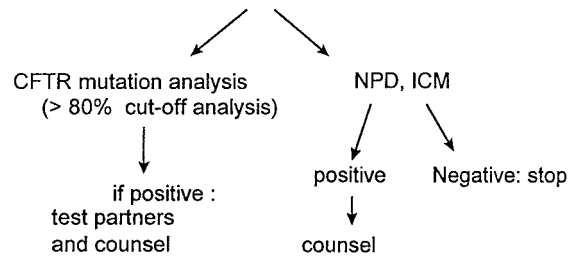 CFTR mutation analysis
(> 80% cut-off analysis)
NPD, ICM
if positive :
test partners
and counsel
positive
counsel
Negative: stop